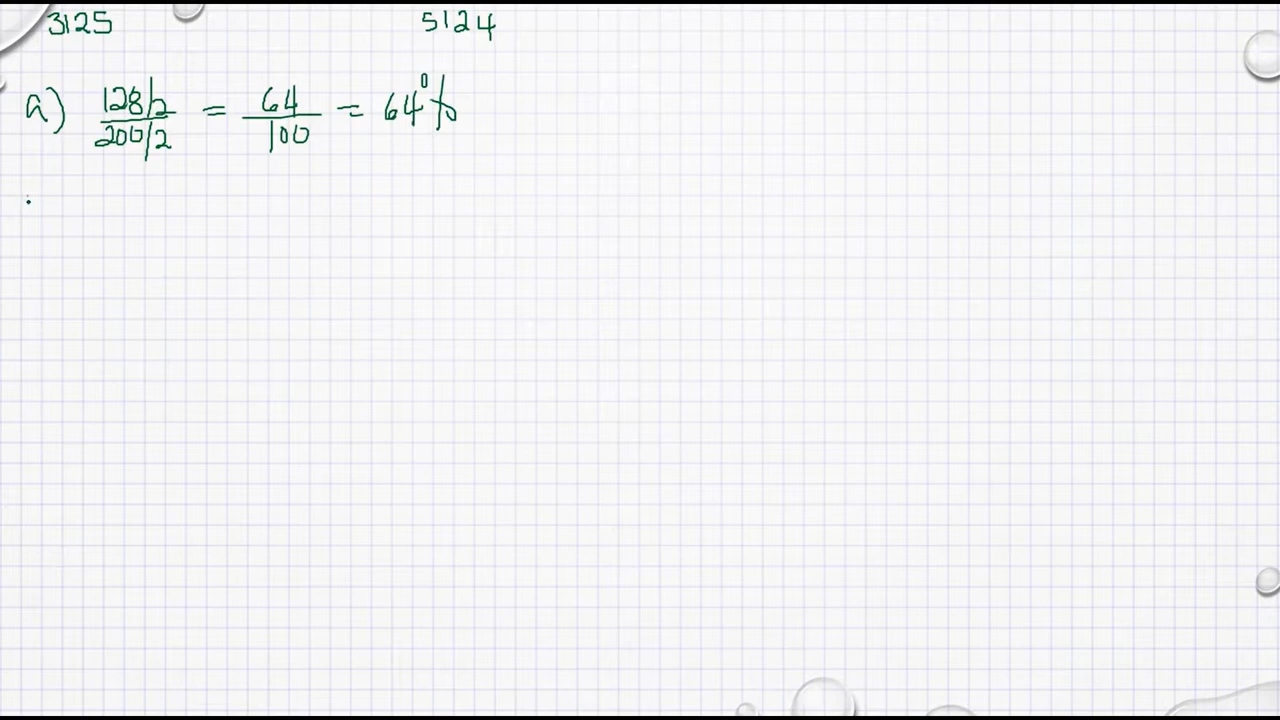 3125 5124
a) 128/2 / 200/2 = 64/100 = 64%